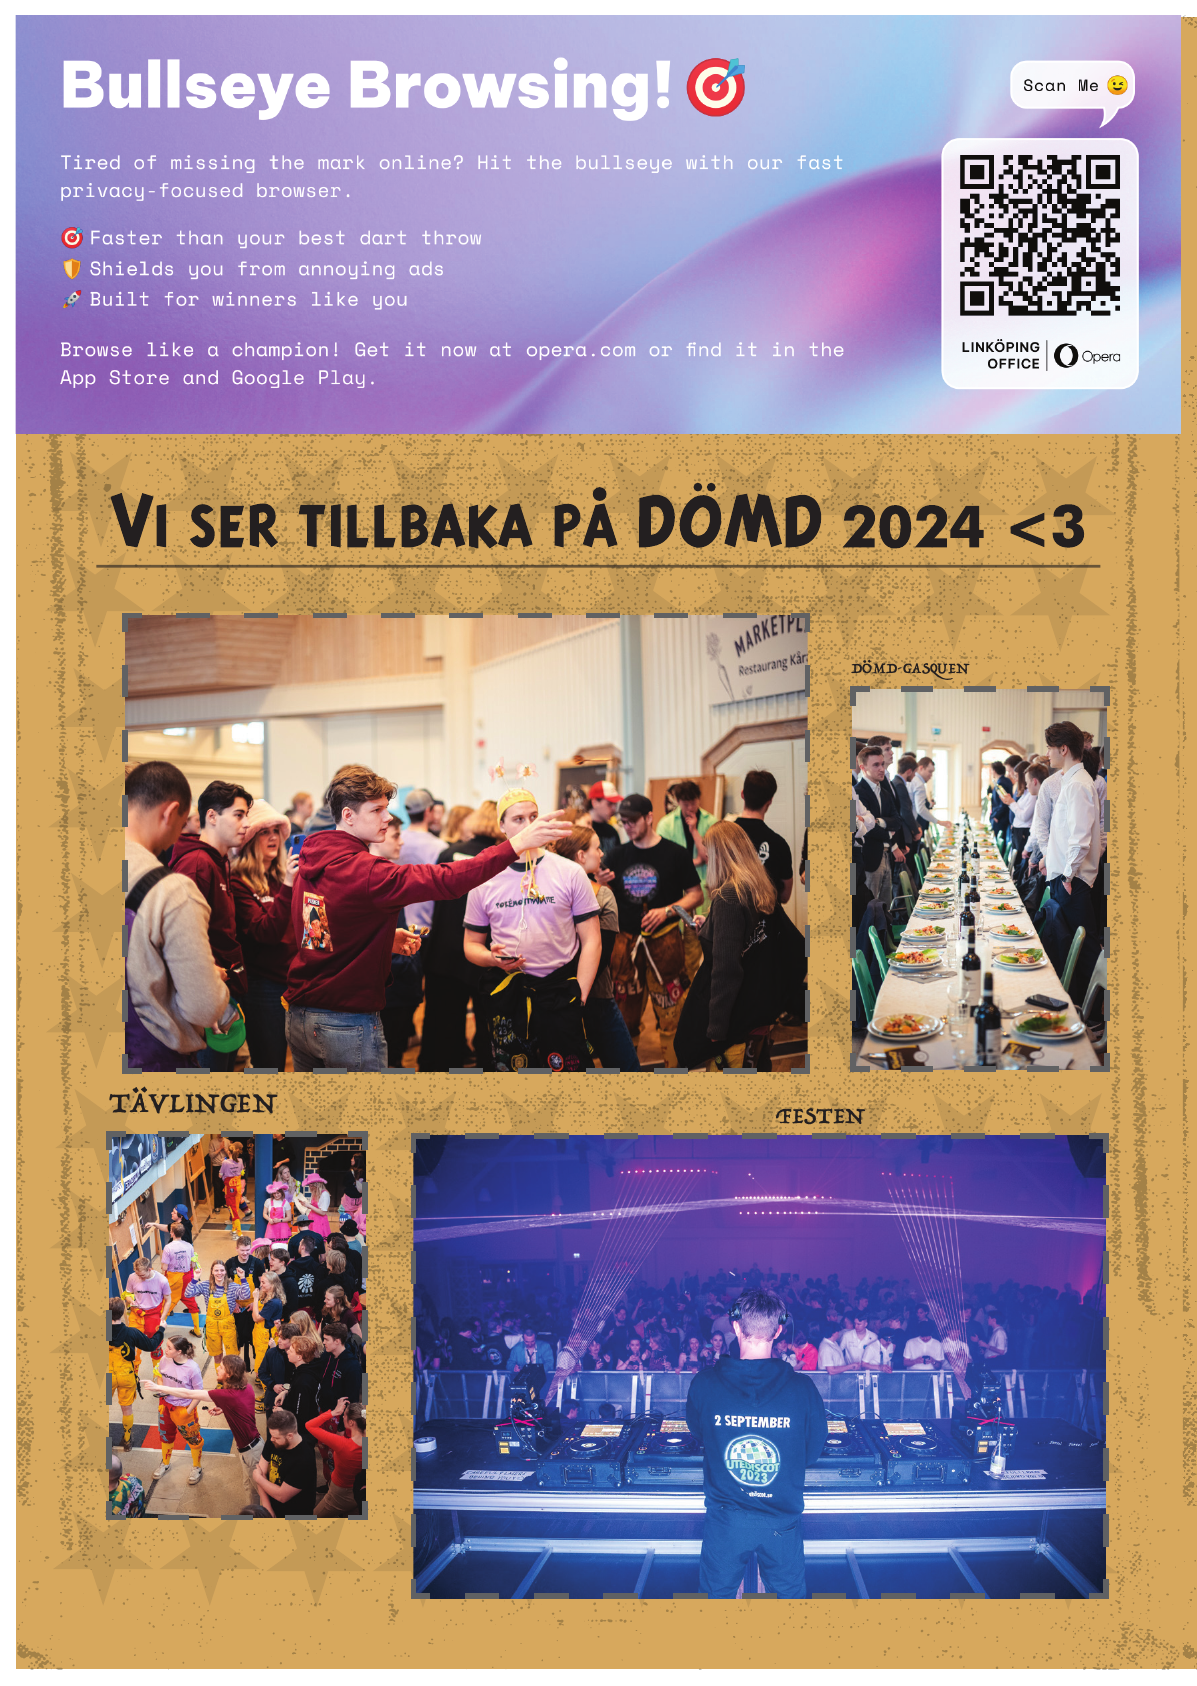 Bullseye Browsing!
Scan Me
Tired of missing the mark online? Hit the bullseye with our fast
privacy-focused browser.
Faster than your best dart throw
Shields you from annoying ads
Built for winners like you
Browse like a champion! Get it now at opera.com or find it in the
App Store and Google Play.
LINKÖPING
OFFICE
Opera
VI SER TILLBAKA PÅ DÖMD 2024 <3
MARKETPL
Restaurang Kår
DÖMD-GASQUEN
TÄVLINGEN
FESTEN
2 SEPTEMBER
UTEDISCOT
2023